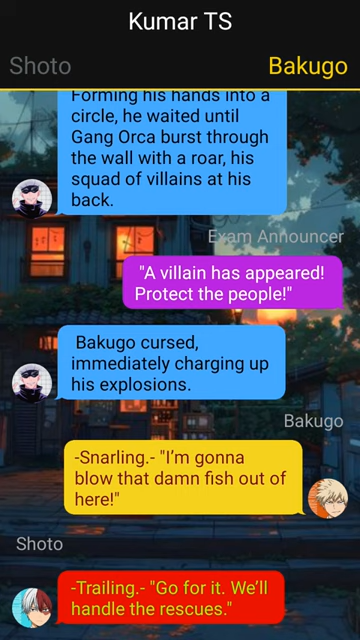 Kumar TS
Shoto
Bakugo
Forming his hands into a
circle, he waited until
Gang Orca burst through
the wall with a roar, his
squad of villains at his
back.
Exam Announcer
"A villain has appeared!
Protect the people!"
Bakugo cursed,
immediately charging up
his explosions.
Bakugo
-Snarling.- "I'm gonna
blow that damn fish out of
here!"
Shoto
-Trailing.- "Go for it. We'll
handle the rescues."